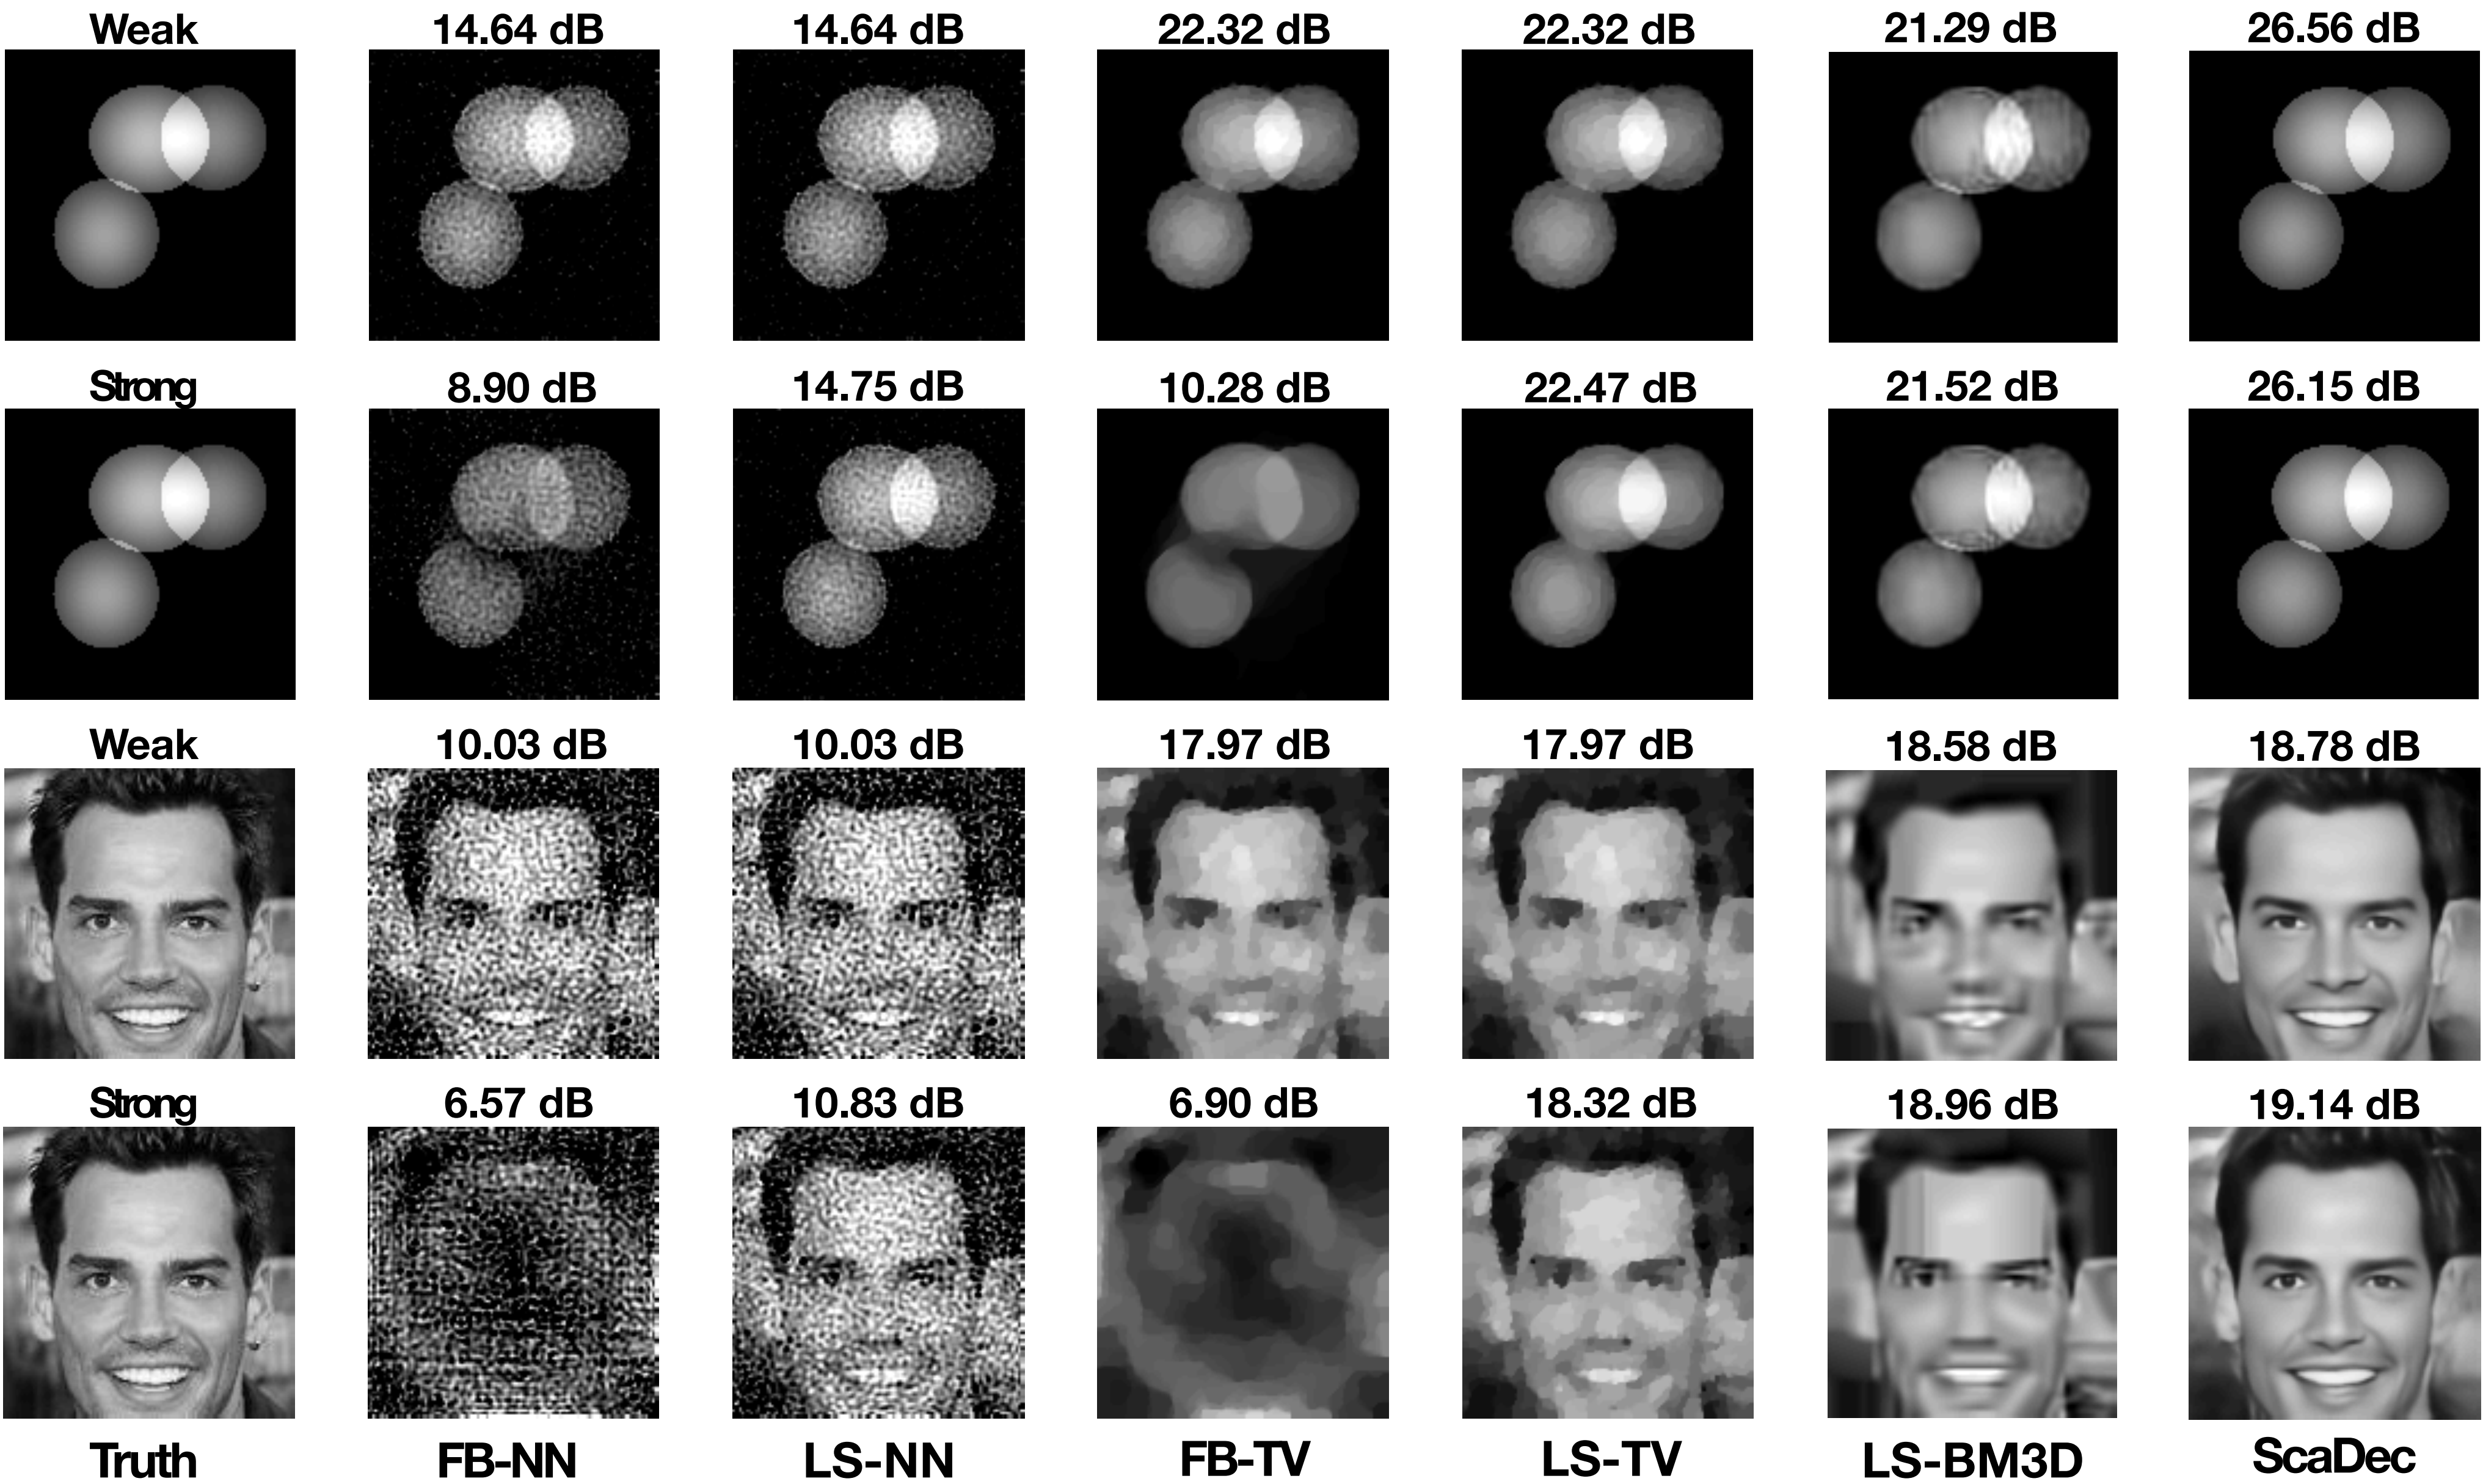 Weak 14.64 dB 14.64 dB 22.32 dB 22.32 dB 21.29 dB 26.56 dB
Strong 8.90 dB 14.75 dB 10.28 dB 22.47 dB 21.52 dB 26.15 dB
Weak 10.03 dB 10.03 dB 17.97 dB 17.97 dB 18.58 dB 18.78 dB
Strong 6.57 dB 10.83 dB 6.90 dB 18.32 dB 18.96 dB 19.14 dB
Truth FB-NN LS-NN FB-TV LS-TV LS-BM3D ScaDec